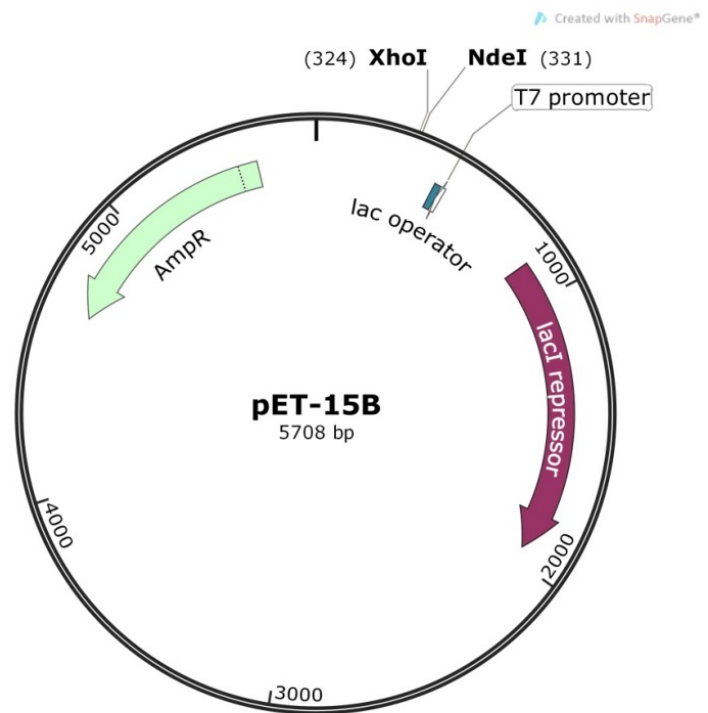 Created with SnapGene®
(324) XhoI NdeI (331)
T7 promoter
lac operator
AmpR
5000
1000
lacI repressor
pET-15B
5708 bp
4000
2000
3000